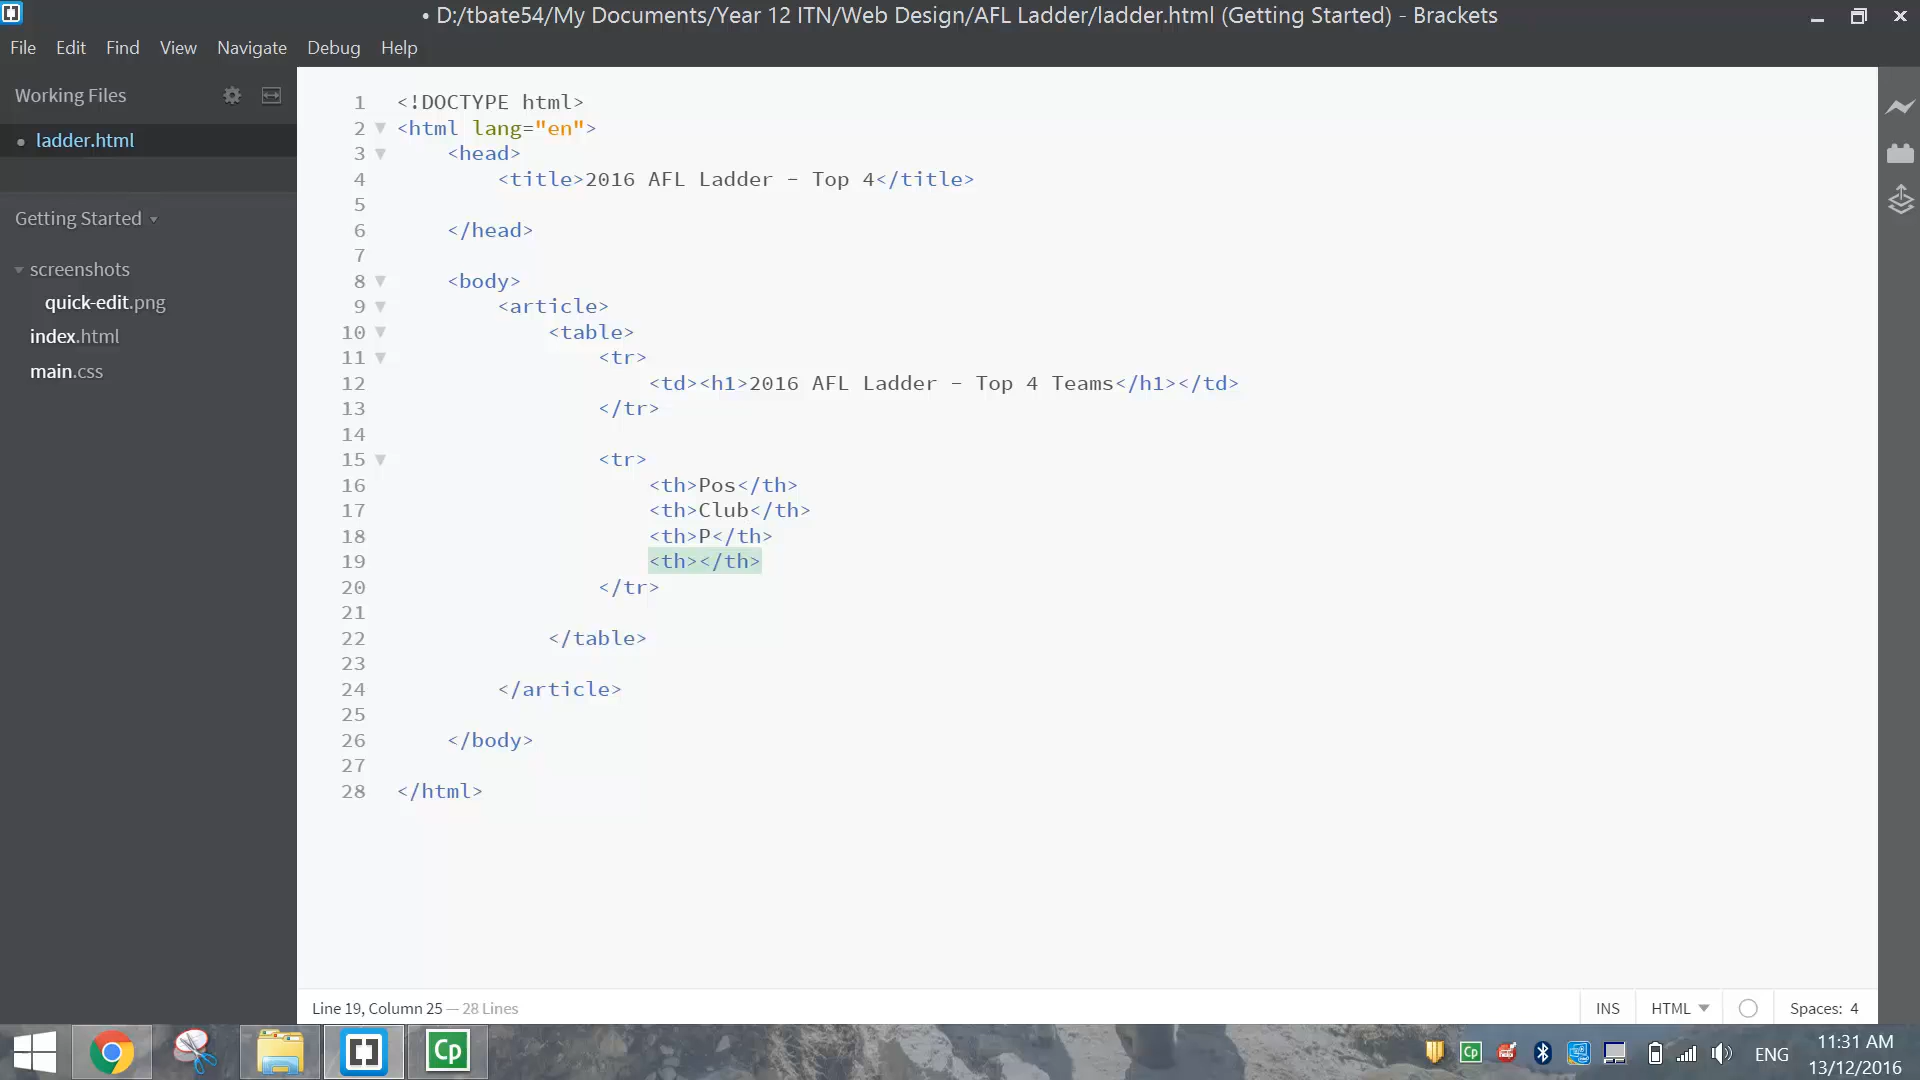 • D:/tbate54/My Documents/Year 12 ITN/Web Design/AFL Ladder/ladder.html (Getting Started) - Brackets
File Edit Find View Navigate Debug Help
Working Files
ladder.html
Getting Started
screenshots
quick-edit.png
index.html
main.css
1 <!DOCTYPE html>
2 <html lang="en">
3 <head>
4 <title>2016 AFL Ladder - Top 4</title>
5
6 </head>
7
8 <body>
9 <article>
10 <table>
11 <tr>
12 <td><h1>2016 AFL Ladder - Top 4 Teams</h1></td>
13 </tr>
14
15 <tr>
16 <th>Pos</th>
17 <th>Club</th>
18 <th>P</th>
19 <th></th>
20 </tr>
21
22 </table>
23
24 </article>
25
26 </body>
27
28 </html>
Line 19, Column 25 — 28 Lines
INS HTML Spaces: 4
Cp
Cp
ENG
11:31 AM
13/12/2016